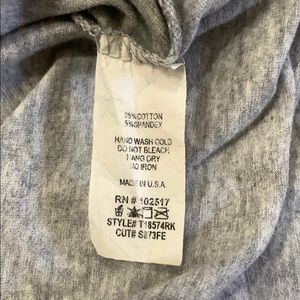 95%COTTON
5%SPANDEX
HAND WASH COLD
DO NOT BLEACH
HANG DRY
NO IRON
MADE IN U.S.A.
RN # 102517
STYLE# T18574RK
CUT# S873FE